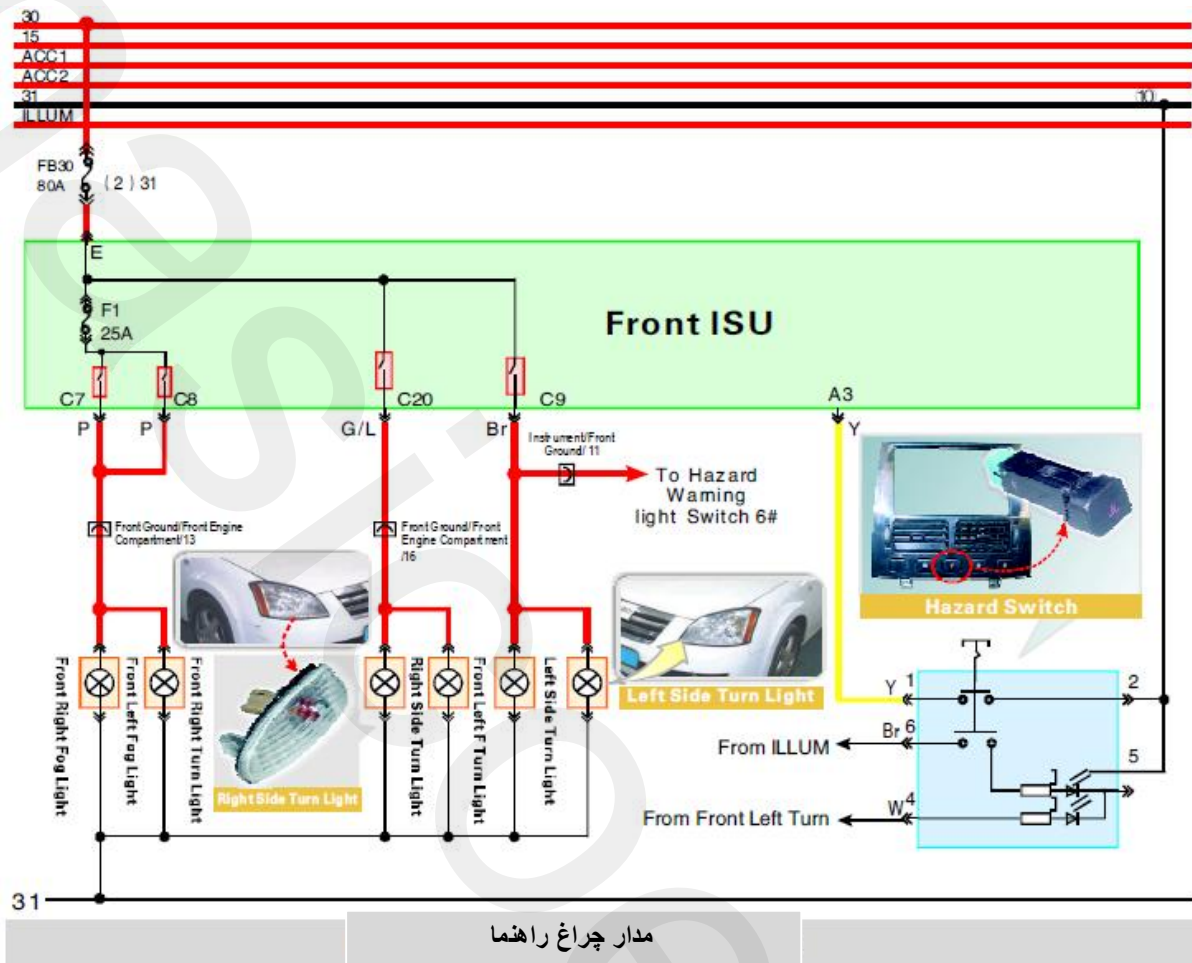 30
15
ACC1
ACC2
31
ILLUM
10
FB30
80A
(2)31
E
F1
25A
Front ISU
C7
C8
C20
C9
A3
P
P
G/L
Br
Y
Instrument/Front
Ground/11
To Hazard
Waming
light Switch 6#
Front Ground/Front Engine
Compartment/13
Front Ground/Front
Engine Compartment
/16
Hazard Switch
Front Right Fog Light
Front Left Fog Light
Front Right Turn Light
Right Side Turn Light
Right Side Turn Light
Front Left F Turn Light
Left Side Turn Light
Left Side Turn Light
Y 1
2
Br 6
From ILLUM
5
W 4
From Front Left Turn
31
مدار چراغ راهنما